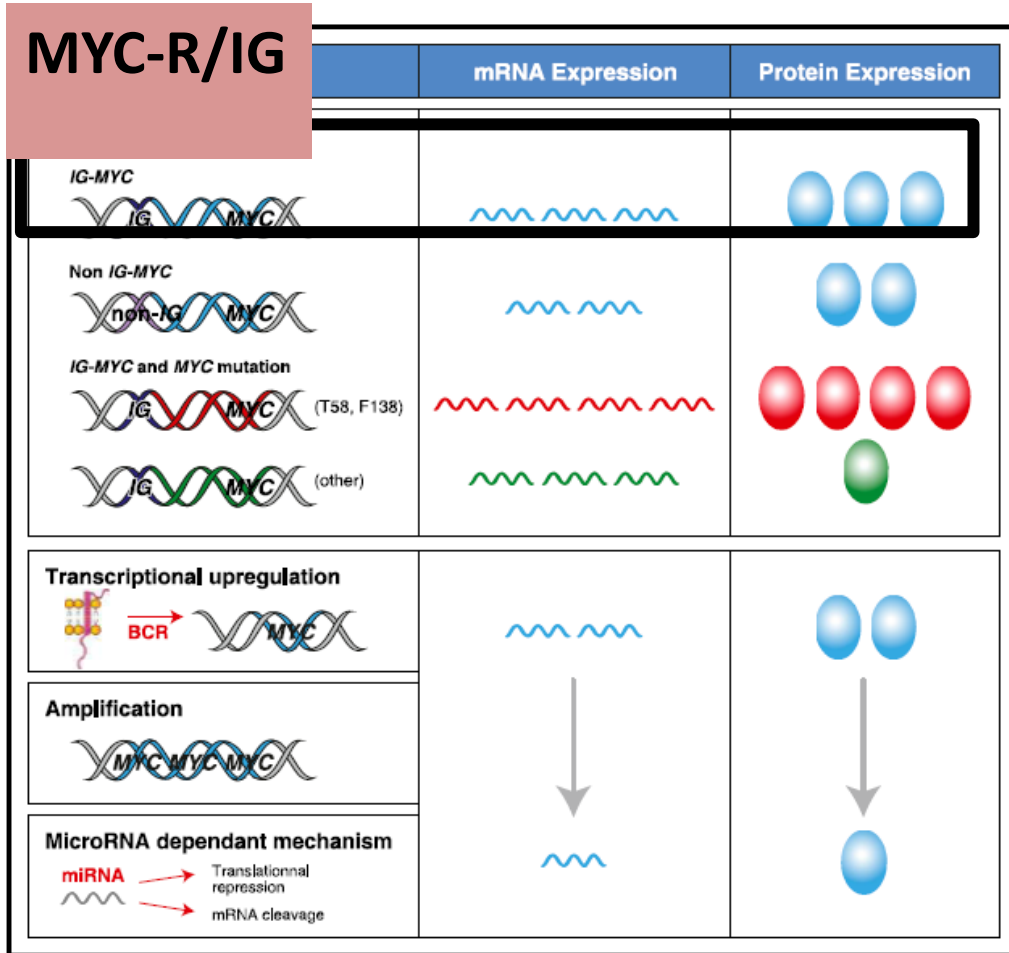 MYC-R/IG
mRNA Expression
Protein Expression
IG-MYC
IG MYC
Non IG-MYC
non-IG MYC
IG-MYC and MYC mutation
IG MYC (T58, F138)
IG MYC (other)
Transcriptional upregulation
BCR MYC
Amplification
MYC MYC MYC
MicroRNA dependant mechanism
miRNA
Translationnal
repression
mRNA cleavage